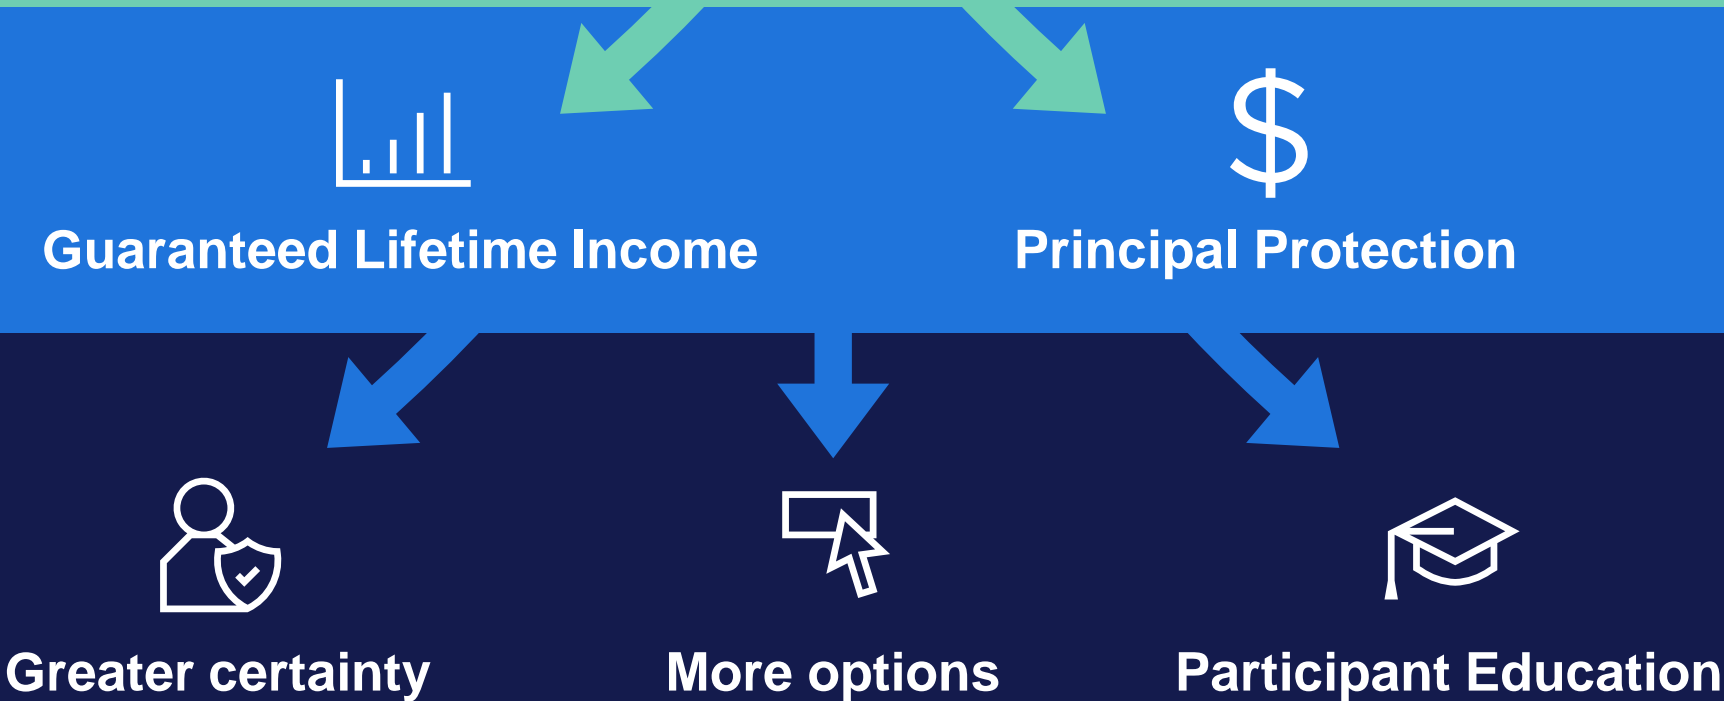 Guaranteed Lifetime Income
Principal Protection
Greater certainty
More options
Participant Education